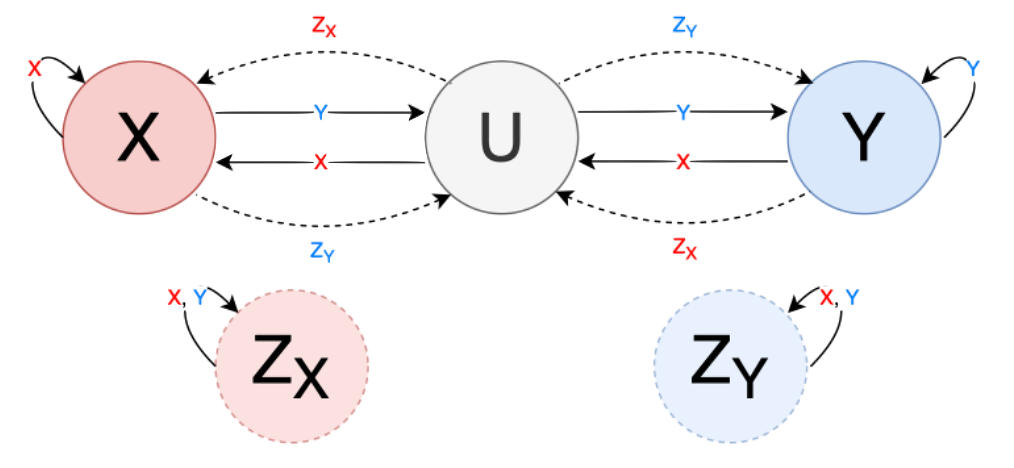 Z_X Z_Y
X Y
X Y U Y Y
X X
Z_Y Z_X
X, Y X, Y
Z_X Z_Y